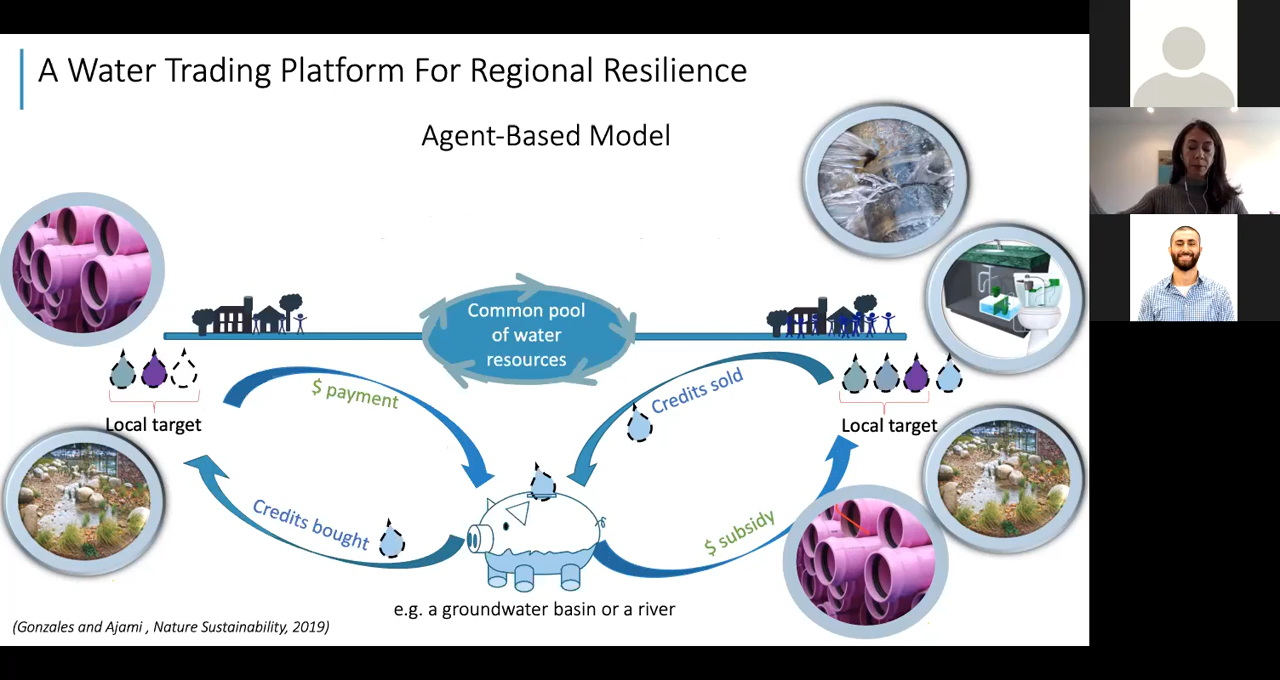 A Water Trading Platform For Regional Resilience
Agent-Based Model
Common pool
of water
resources
$ payment
Credits sold
Local target
Local target
Credits bought
$ subsidy
e.g. a groundwater basin or a river
(Gonzales and Ajami , Nature Sustainability, 2019)